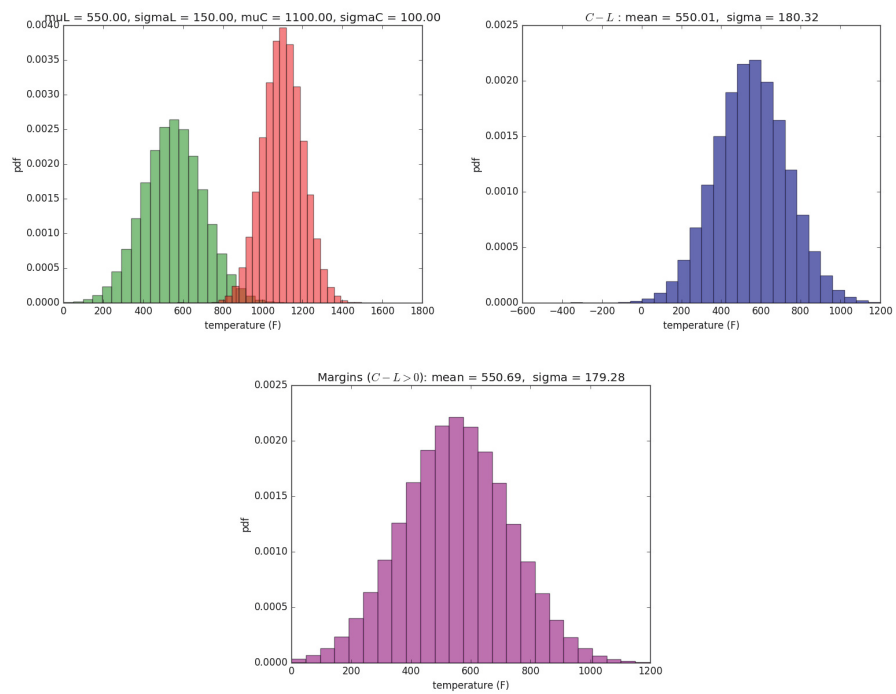 muL = 550.00, sigmaL = 150.00, muC = 1100.00, sigmaC = 100.00
0.0040
0.0035
0.0030
0.0025
0.0020
0.0015
0.0010
0.0005
0.0000
pdf
0 200 400 600 800 1000 1200 1400 1600 1800
temperature (F)
C − L : mean = 550.01, sigma = 180.32
0.0025
0.0020
0.0015
0.0010
0.0005
0.0000
pdf
−600 −400 −200 0 200 400 600 800 1000 1200
temperature (F)
Margins (C − L > 0): mean = 550.69, sigma = 179.28
0.0025
0.0020
0.0015
0.0010
0.0005
0.0000
pdf
0 200 400 600 800 1000 1200
temperature (F)